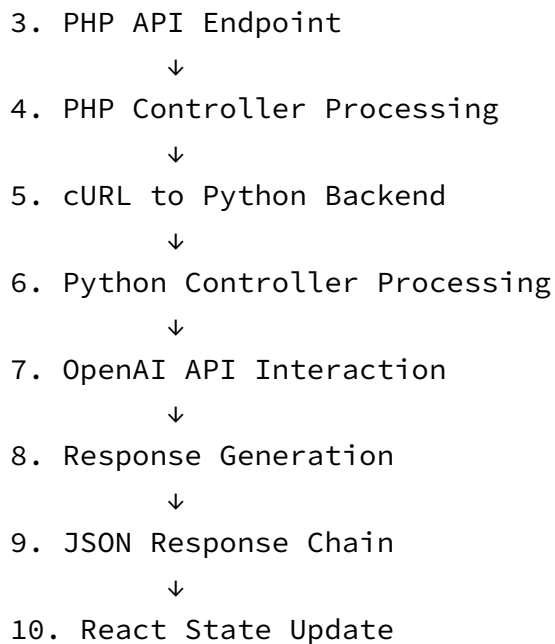 3. PHP API Endpoint
↓
4. PHP Controller Processing
↓
5. cURL to Python Backend
↓
6. Python Controller Processing
↓
7. OpenAI API Interaction
↓
8. Response Generation
↓
9. JSON Response Chain
↓
10. React State Update